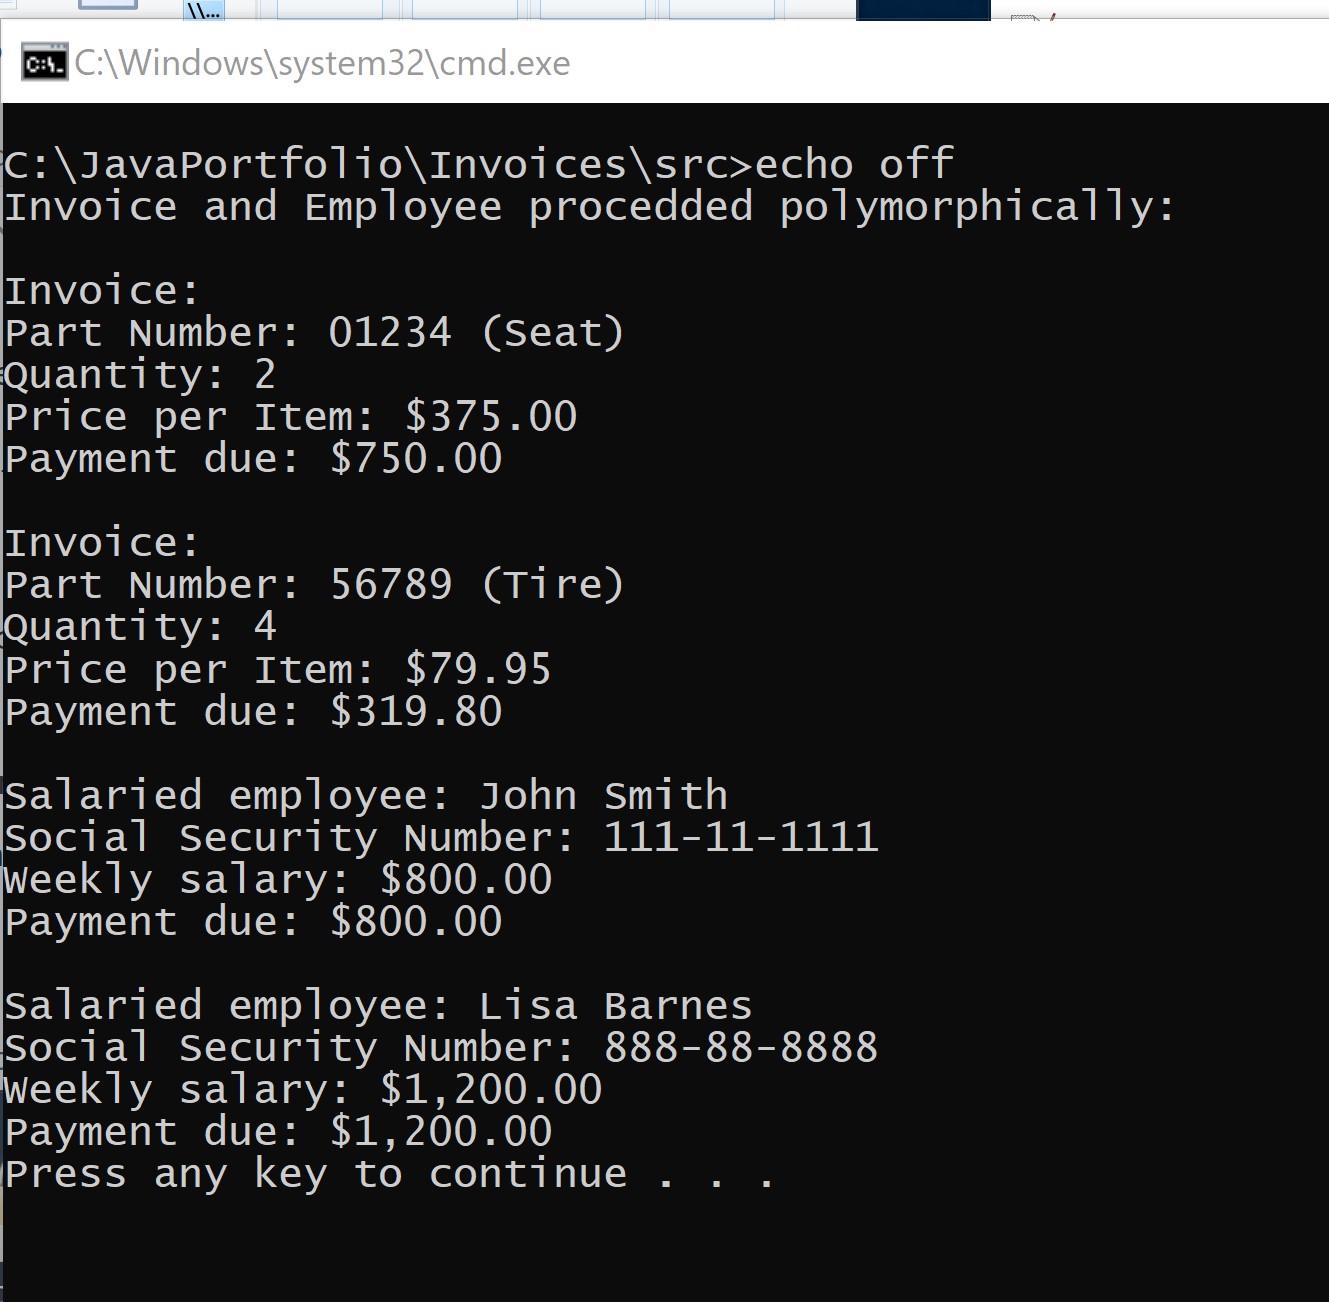 \\...
C:\Windows\system32\cmd.exe
C:\JavaPortfolio\Invoices\src>echo off
Invoice and Employee procedded polymorphically:
Invoice:
Part Number: 01234 (Seat)
Quantity: 2
Price per Item: $375.00
Payment due: $750.00
Invoice:
Part Number: 56789 (Tire)
Quantity: 4
Price per Item: $79.95
Payment due: $319.80
Salaried employee: John Smith
Social Security Number: 111-11-1111
Weekly salary: $800.00
Payment due: $800.00
Salaried employee: Lisa Barnes
Social Security Number: 888-88-8888
Weekly salary: $1,200.00
Payment due: $1,200.00
Press any key to continue . . .